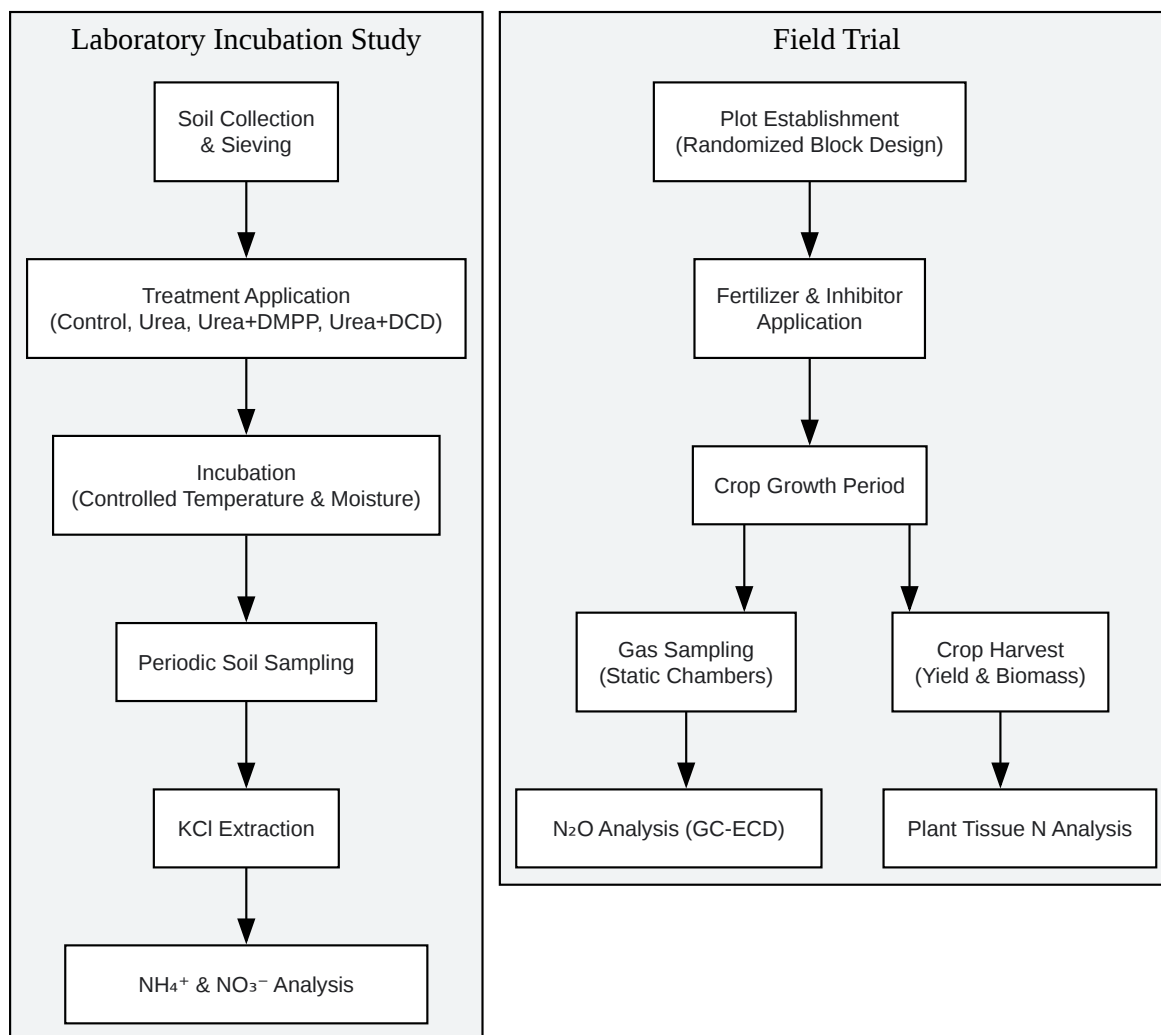 Laboratory Incubation Study
Soil Collection
& Sieving
Treatment Application
(Control, Urea, Urea+DMPP, Urea+DCD)
Incubation
(Controlled Temperature & Moisture)
Periodic Soil Sampling
KCl Extraction
NH₄⁺ & NO₃⁻ Analysis
Field Trial
Plot Establishment
(Randomized Block Design)
Fertilizer & Inhibitor
Application
Crop Growth Period
Gas Sampling
(Static Chambers)
Crop Harvest
(Yield & Biomass)
N₂O Analysis (GC-ECD)
Plant Tissue N Analysis